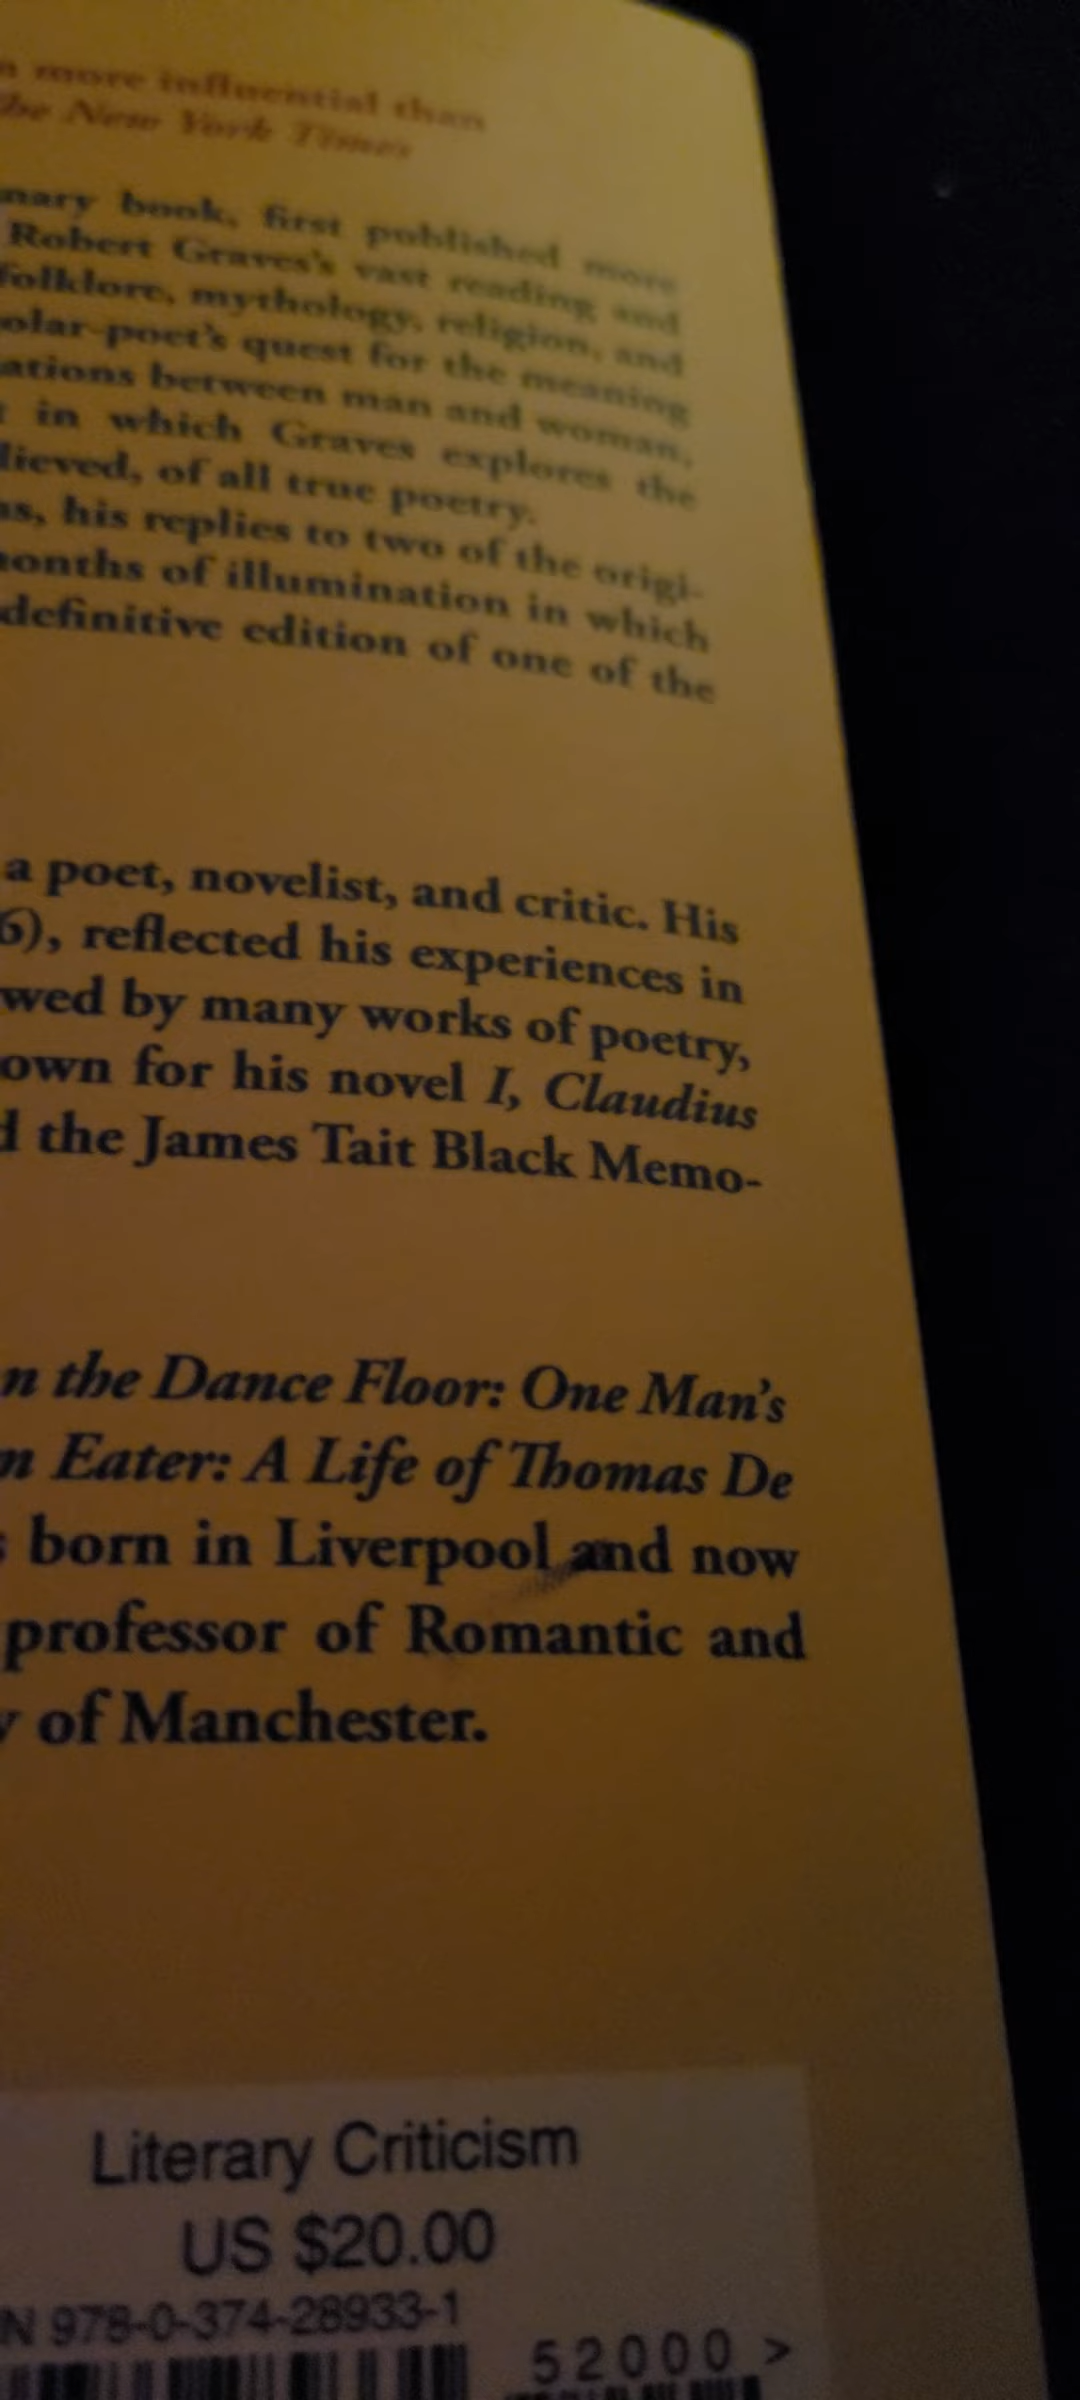 more influential than
The New York Times
book, first published more
Robert Graves's vast reading and
folklore, mythology, religion, and
poet's quest for the meaning
between man and woman,
in which Graves explores the
lieved, of all true poetry.
his replies to two of the origi-
of illumination in which
definitive edition of one of the
a poet, novelist, and critic. His
6), reflected his experiences in
wed by many works of poetry,
own for his novel I, Claudius
d the James Tait Black Memo-
n the Dance Floor: One Man's
m Eater: A Life of Thomas De
s born in Liverpool and now
professor of Romantic and
y of Manchester.
Literary Criticism
US $20.00
N 978-0-374-28933-1
52000 >